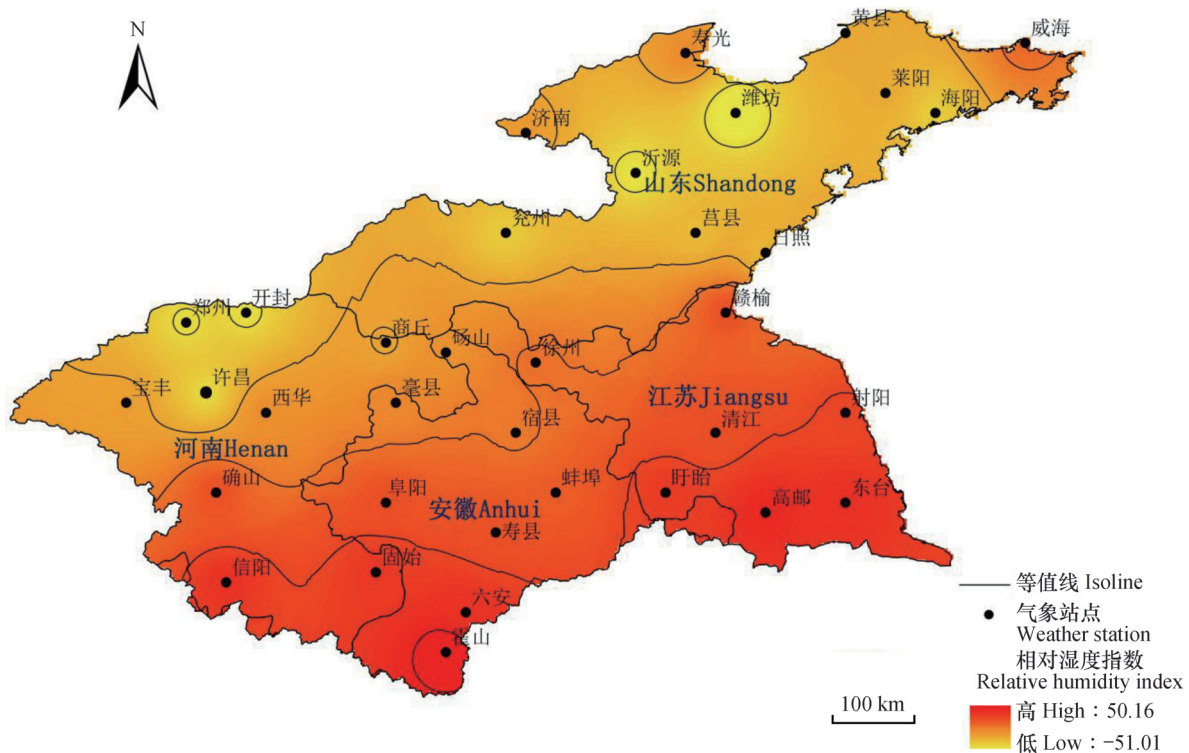 N
黄县
威海
寿光
莱阳
海阳
潍坊
济南
沂源
山东Shandong
兖州
莒县
日照
赣榆
郑州
开封
商丘
砀山
徐州
宝丰
许昌
西华
亳县
宿县
江苏Jiangsu
清江
射阳
河南Henan
确山
阜阳
安徽Anhui
蚌埠
寿县
盱眙
高邮
东台
信阳
固始
六安
霍山
等值线 Isoline
气象站点
Weather station
相对湿度指数
Relative humidity index
高 High：50.16
低 Low：-51.01
100 km